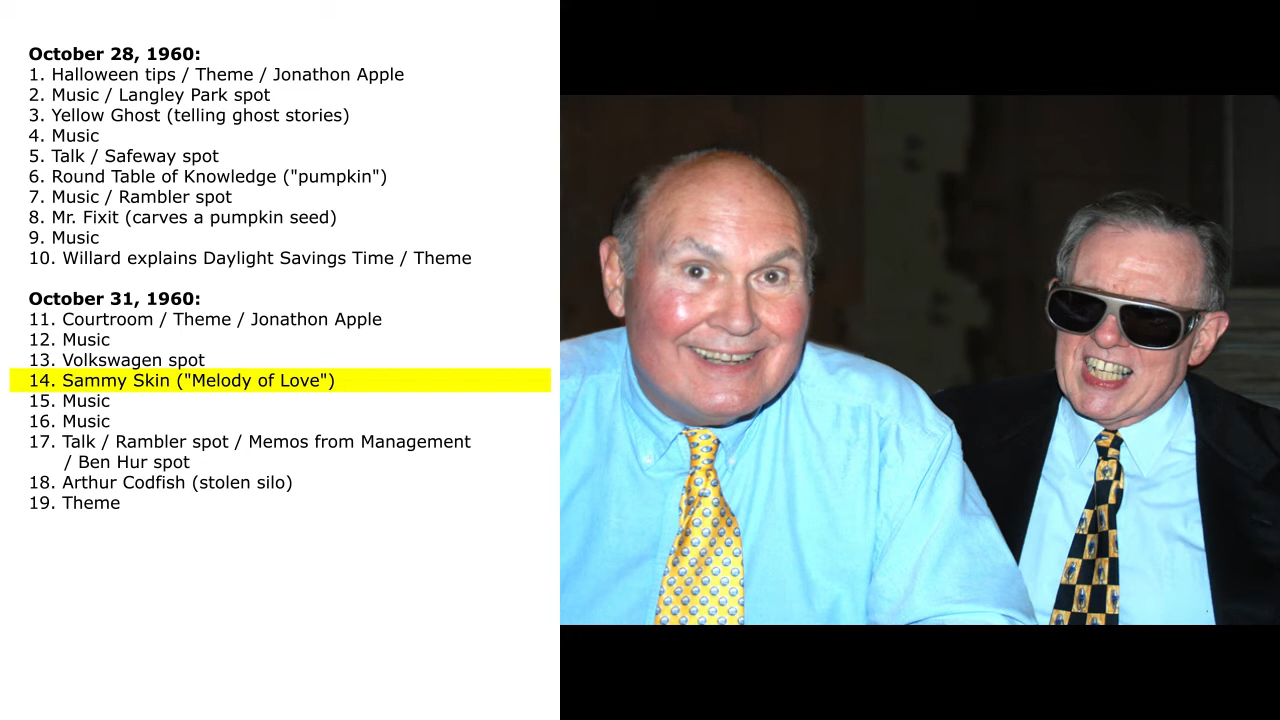 October 28, 1960:
1. Halloween tips / Theme / Jonathon Apple
2. Music / Langley Park spot
3. Yellow Ghost (telling ghost stories)
4. Music
5. Talk / Safeway spot
6. Round Table of Knowledge ("pumpkin")
7. Music / Rambler spot
8. Mr. Fixit (carves a pumpkin seed)
9. Music
10. Willard explains Daylight Savings Time / Theme
October 31, 1960:
11. Courtroom / Theme / Jonathon Apple
12. Music
13. Volkswagen spot
14. Sammy Skin ("Melody of Love")
15. Music
16. Music
17. Talk / Rambler spot / Memos from Management
/ Ben Hur spot
18. Arthur Codfish (stolen silo)
19. Theme